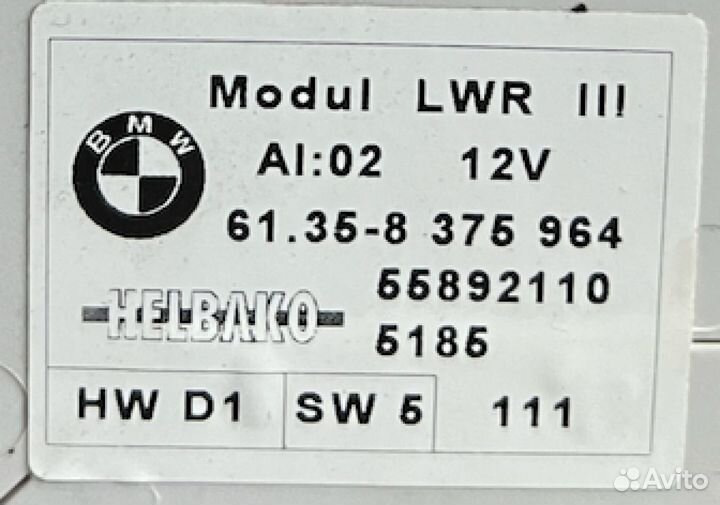 Modul LWR III
BMW
AI:02 12V
61.35-8 375 964
55892110
HELBAKO
5185
HW D1 SW 5 111
Avito